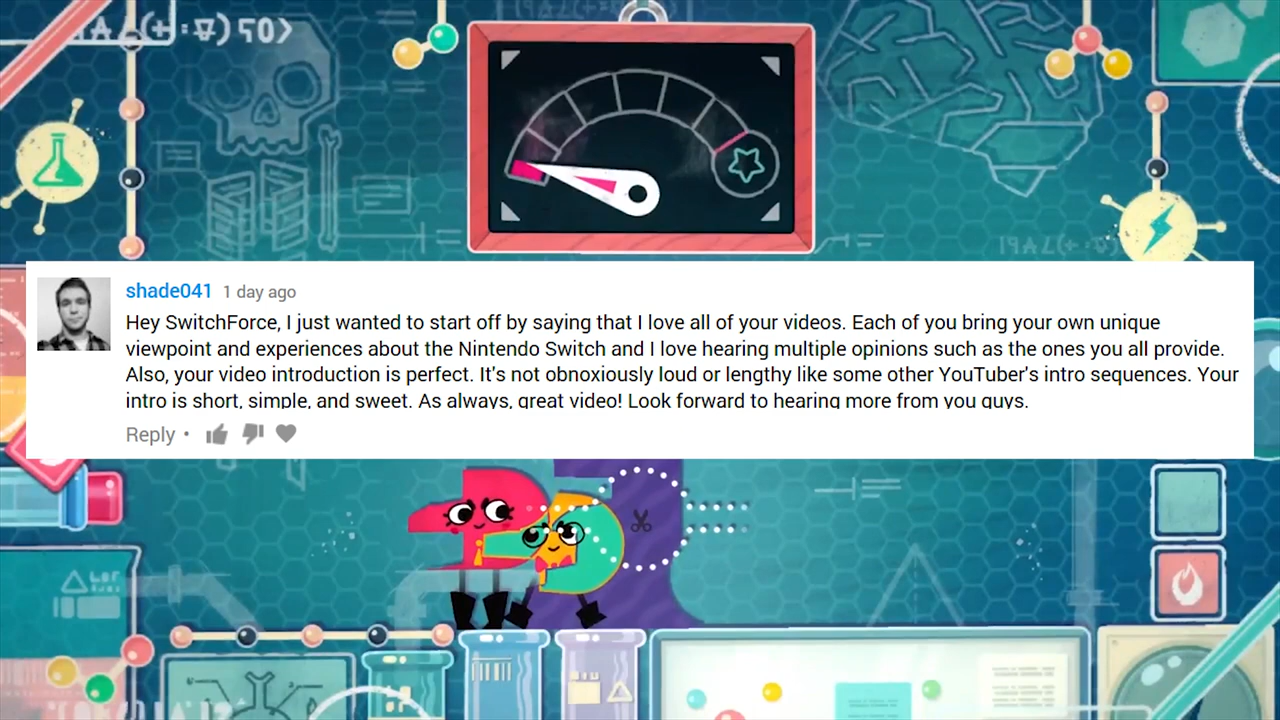 shade041 1 day ago
Hey SwitchForce, I just wanted to start off by saying that I love all of your videos. Each of you bring your own unique
viewpoint and experiences about the Nintendo Switch and I love hearing multiple opinions such as the ones you all provide.
Also, your video introduction is perfect. It's not obnoxiously loud or lengthy like some other YouTuber's intro sequences. Your
intro is short, simple, and sweet. As always, great video! Look forward to hearing more from you guys.
Reply •